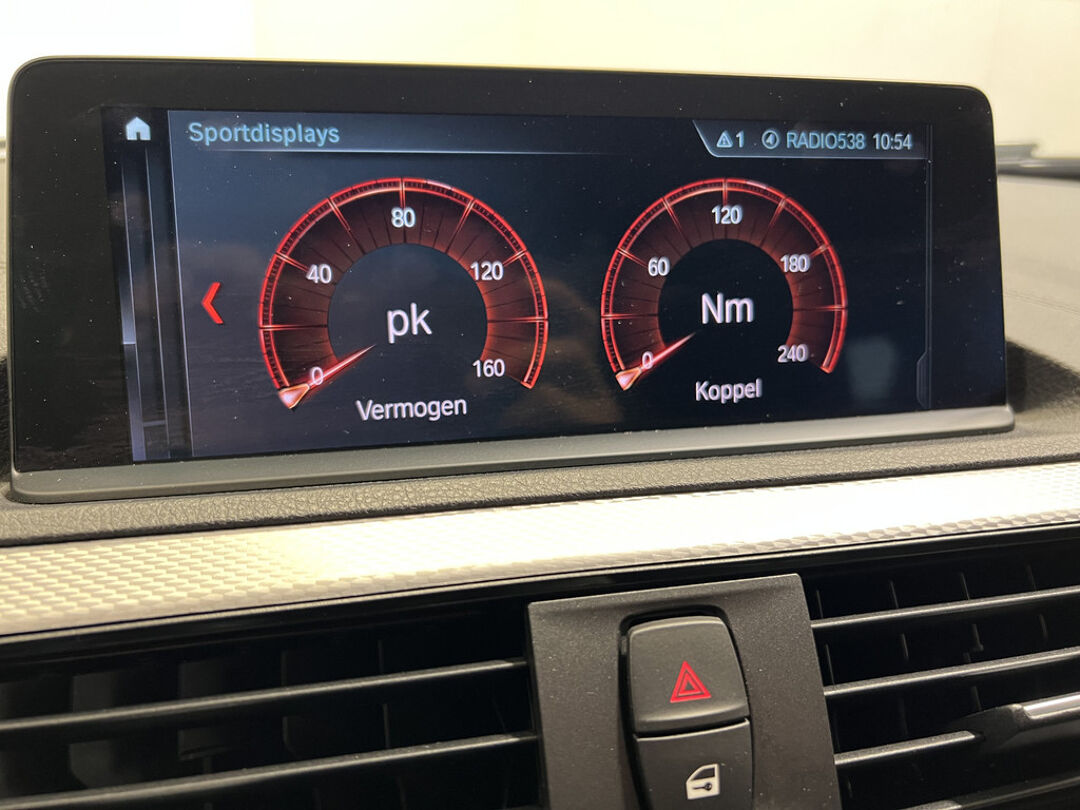 Sportdisplays
1 RADIO538 10:54
0 40 80 120 160
pk
Vermogen
0 60 120 180 240
Nm
Koppel